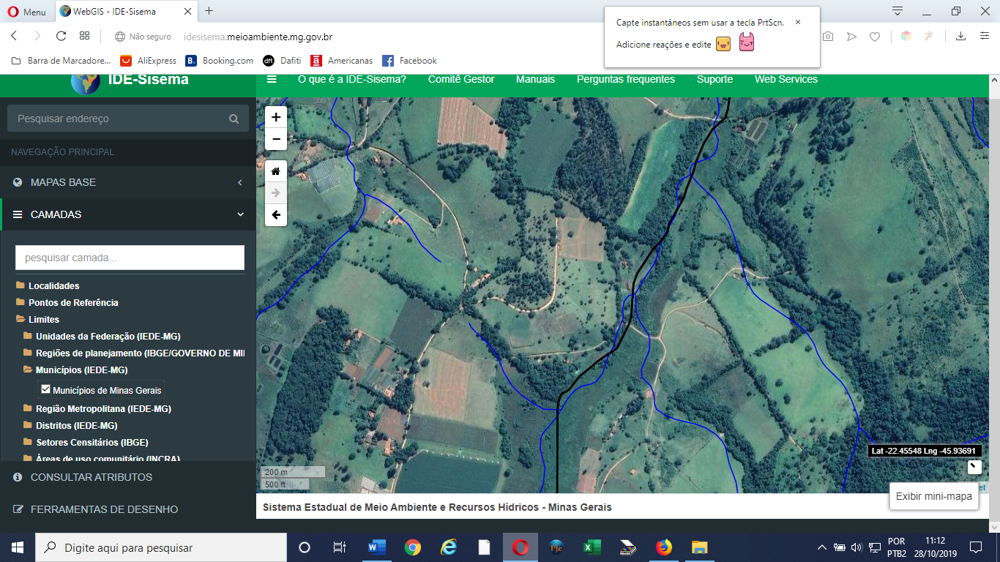 Menu
WebGIS - IDE-Sisema
Não seguro
idesisema.meioambiente.mg.gov.br
Capte instantâneos sem usar a tecla PrtScn.
Adicione reações e edite
Barra de Marcadore...
AliExpress
Booking.com
Dafiti
Americanas
Facebook
IDE-Sisema
O que é a IDE-Sisema?
Comitê Gestor
Manuais
Perguntas frequentes
Suporte
Web Services
Pesquisar endereço
NAVEGAÇÃO PRINCIPAL
MAPAS BASE
CAMADAS
pesquisar camada...
Localidades
Pontos de Referência
Limites
Unidades da Federação (IEDE-MG)
Regiões de planejamento (IBGE/GOVERNO DE MI
Municípios (IEDE-MG)
Municípios de Minas Gerais
Região Metropolitana (IEDE-MG)
Distritos (IEDE-MG)
Setores Censitários (IBGE)
Áreas de uso comunitário (INCRA)
CONSULTAR ATRIBUTOS
FERRAMENTAS DE DESENHO
+
−
Lat -22.45548 Lng -45.93691
200 m
500 ft
et
Exibir mini-mapa
Sistema Estadual de Meio Ambiente e Recursos Hídricos - Minas Gerais
Digite aqui para pesquisar
POR
PTB2
11:12
28/10/2019